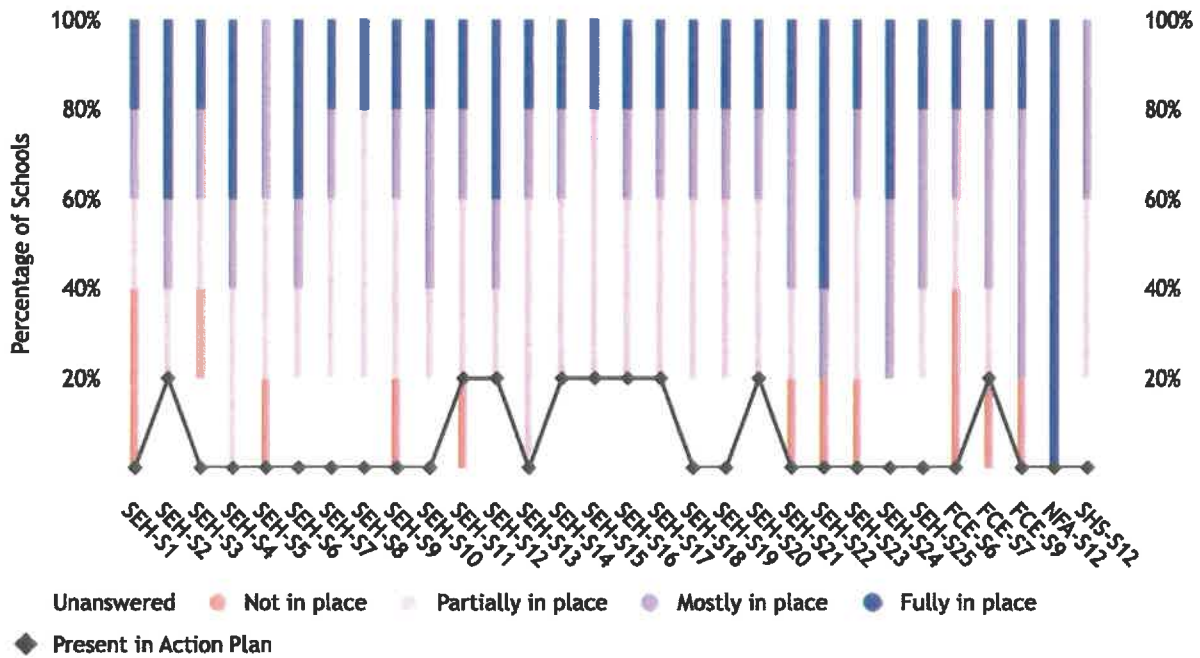 100% 100%
80% 80%
60% 60%
40% 40%
20% 20%
Percentage of Schools
SEH-S1 SEH-S2 SEH-S3 SEH-S4 SEH-S5 SEH-S6 SEH-S7 SEH-S8 SEH-S9 SEH-S10 SEH-S11 SEH-S12 SEH-S13 SEH-S14 SEH-S15 SEH-S16 SEH-S17 SEH-S18 SEH-S19 SEH-S20 SEH-S21 SEH-S22 SEH-S23 SEH-S24 SEH-S25 FCE-S6 FCE-S7 FCE-S9 NFA-S12 SHS-S12
Unanswered Not in place Partially in place Mostly in place Fully in place
Present in Action Plan